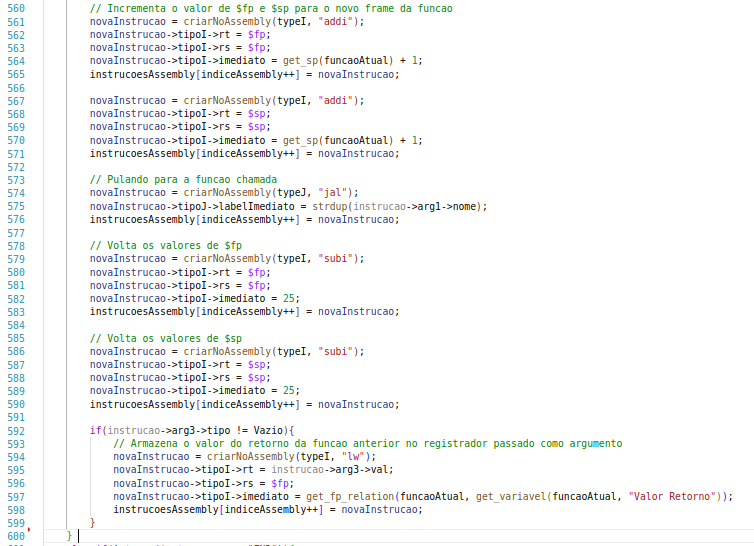 560 // Incrementa o valor de $fp e $sp para o novo frame da funcao
561 novaInstrucao = criarNoAssembly(typeI, "addi");
562 novaInstrucao->tipoI->rt = $fp;
563 novaInstrucao->tipoI->rs = $fp;
564 novaInstrucao->tipoI->imediato = get_sp(funcaoAtual) + 1;
565 instrucoesAssembly[indiceAssembly++] = novaInstrucao;
566
567 novaInstrucao = criarNoAssembly(typeI, "addi");
568 novaInstrucao->tipoI->rt = $sp;
569 novaInstrucao->tipoI->rs = $sp;
570 novaInstrucao->tipoI->imediato = get_sp(funcaoAtual) + 1;
571 instrucoesAssembly[indiceAssembly++] = novaInstrucao;
572
573 // Pulando para a funcao chamada
574 novaInstrucao = criarNoAssembly(typeJ, "jal");
575 novaInstrucao->tipoJ->labelImediato = strdup(instrucao->arg1->nome);
576 instrucoesAssembly[indiceAssembly++] = novaInstrucao;
577
578 // Volta os valores de $fp
579 novaInstrucao = criarNoAssembly(typeI, "subi");
580 novaInstrucao->tipoI->rt = $fp;
581 novaInstrucao->tipoI->rs = $fp;
582 novaInstrucao->tipoI->imediato = 25;
583 instrucoesAssembly[indiceAssembly++] = novaInstrucao;
584
585 // Volta os valores de $sp
586 novaInstrucao = criarNoAssembly(typeI, "subi");
587 novaInstrucao->tipoI->rt = $sp;
588 novaInstrucao->tipoI->rs = $sp;
589 novaInstrucao->tipoI->imediato = 25;
590 instrucoesAssembly[indiceAssembly++] = novaInstrucao;
591
592 if(instrucao->arg3->tipo != Vazio){
593 // Armazena o valor do retorno da funcao anterior no registrador passado como argumento
594 novaInstrucao = criarNoAssembly(typeI, "lw");
595 novaInstrucao->tipoI->rt = instrucao->arg3->val;
596 novaInstrucao->tipoI->rs = $fp;
597 novaInstrucao->tipoI->imediato = get_fp_relation(funcaoAtual, get_variavel(funcaoAtual, "Valor Retorno"));
598 instrucoesAssembly[indiceAssembly++] = novaInstrucao;
599 }
600 }